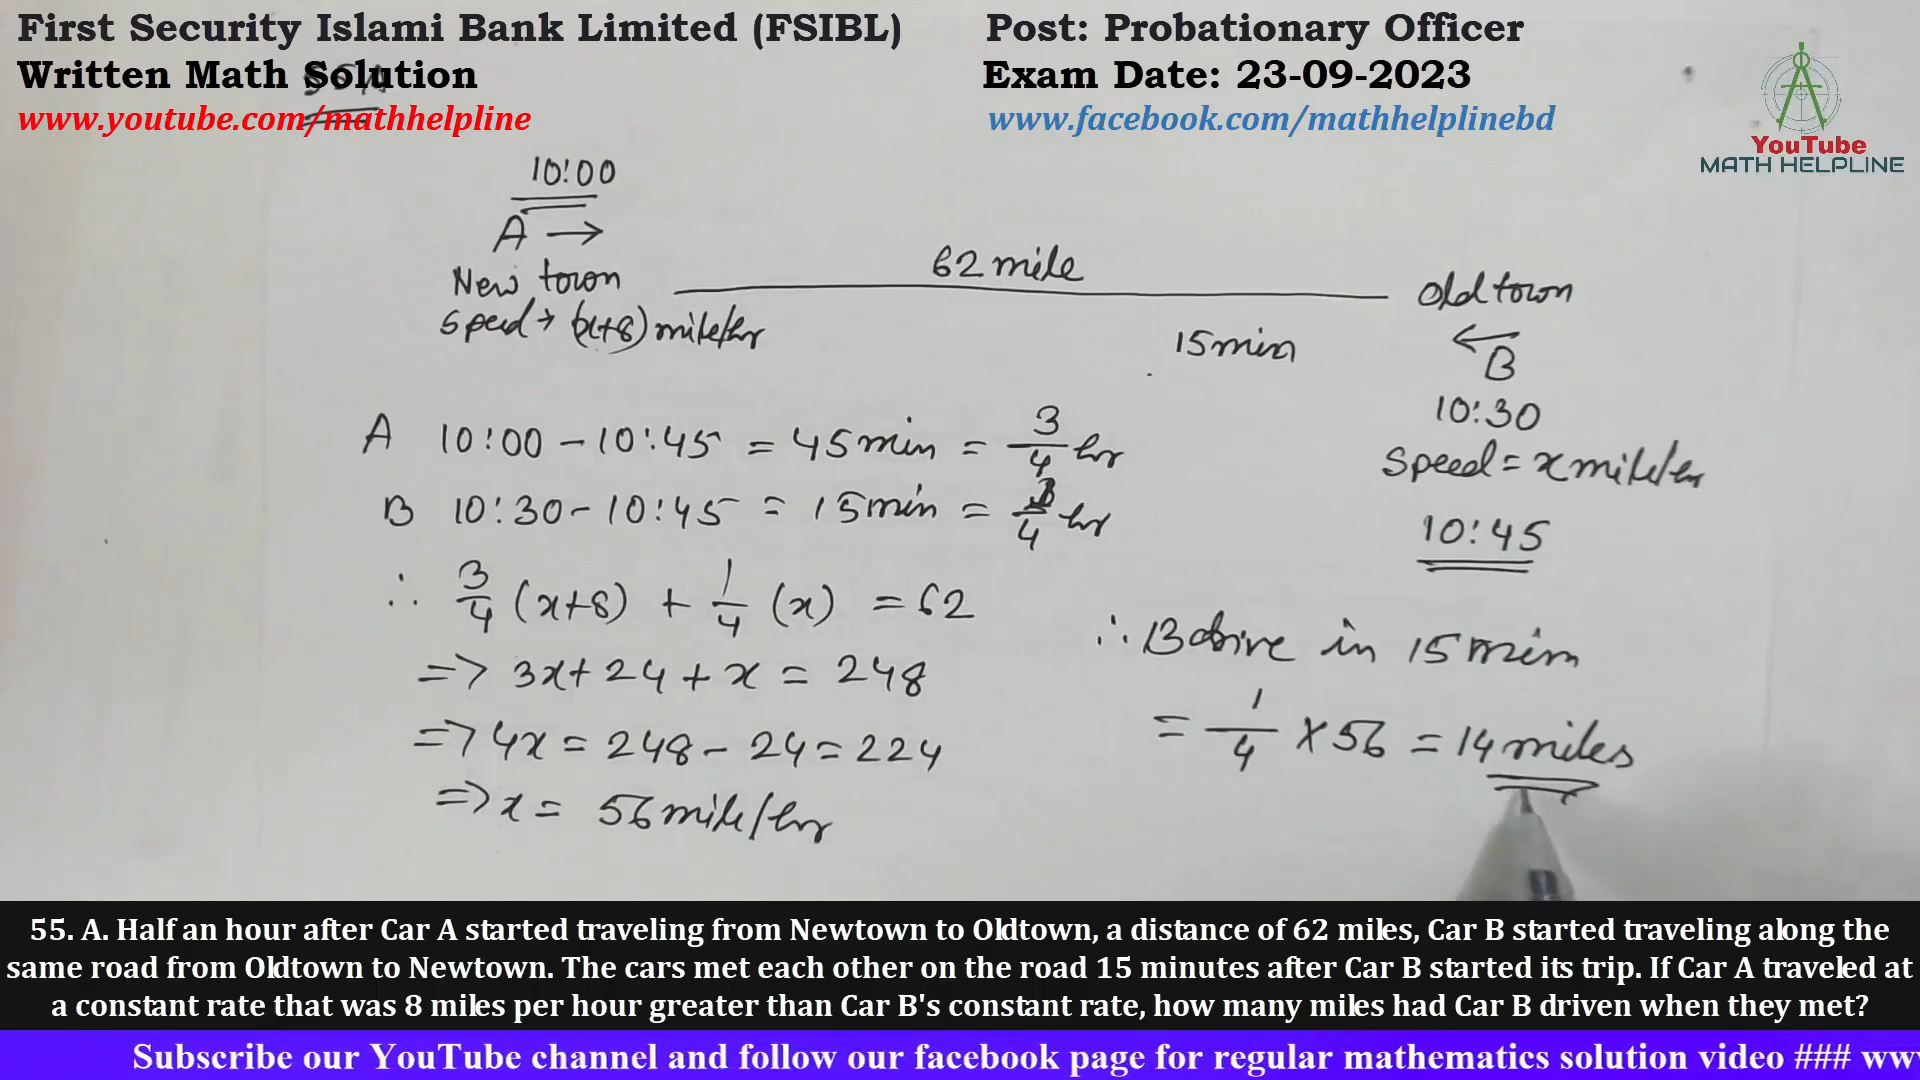 First Security Islami Bank Limited (FSIBL)
Post: Probationary Officer
Written Math Solution
Exam Date: 23-09-2023
www.youtube.com/mathhelpline
www.facebook.com/mathhelplinebd
YouTube
MATH HELPLINE
55A
10:00
A →
62 mile
New town
Old town
Speed → (x+8) mile/hr
15 min
← B
10:30
A 10:00 - 10:45 = 45 min = 3/4 hr
Speed = x mile/hr
B 10:30 - 10:45 = 15 min = 1/4 hr
10:45
∴ 3/4 (x+8) + 1/4 (x) = 62
∴ B drive in 15 min
=> 3x + 24 + x = 248
= 1/4 × 56 = 14 miles
=> 4x = 248 - 24 = 224
=> x = 56 mile/hr
55. A. Half an hour after Car A started traveling from Newtown to Oldtown, a distance of 62 miles, Car B started traveling along the
same road from Oldtown to Newtown. The cars met each other on the road 15 minutes after Car B started its trip. If Car A traveled at
a constant rate that was 8 miles per hour greater than Car B's constant rate, how many miles had Car B driven when they met?
Subscribe our YouTube channel and follow our facebook page for regular mathematics solution video ### www